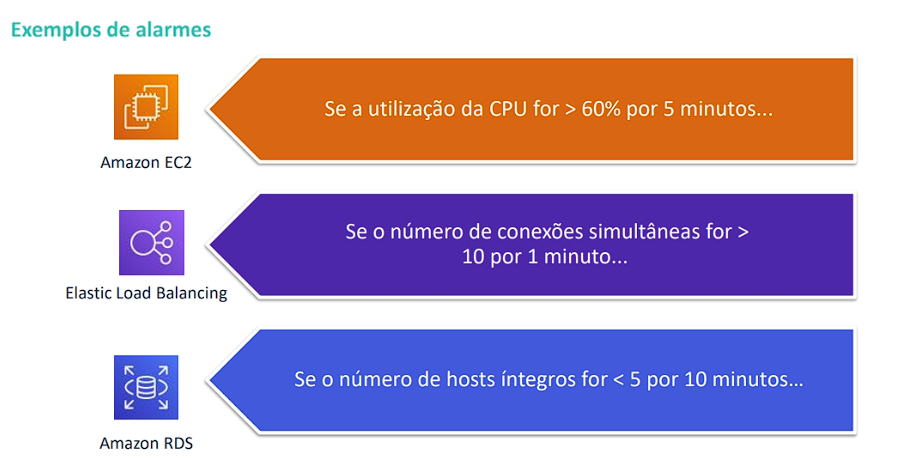 Exemplos de alarmes
Se a utilização da CPU for > 60% por 5 minutos...
Amazon EC2
Se o número de conexões simultâneas for >
10 por 1 minuto...
Elastic Load Balancing
Se o número de hosts íntegros for < 5 por 10 minutos...
Amazon RDS